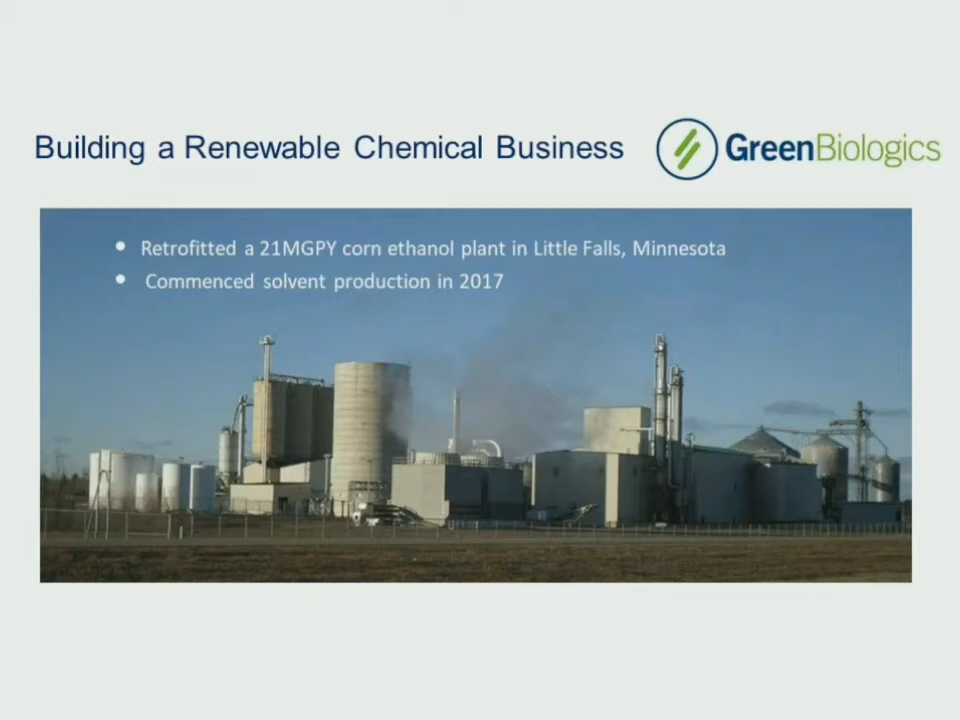 Building a Renewable Chemical Business
GreenBiologics
• Retrofitted a 21MGPY corn ethanol plant in Little Falls, Minnesota
• Commenced solvent production in 2017